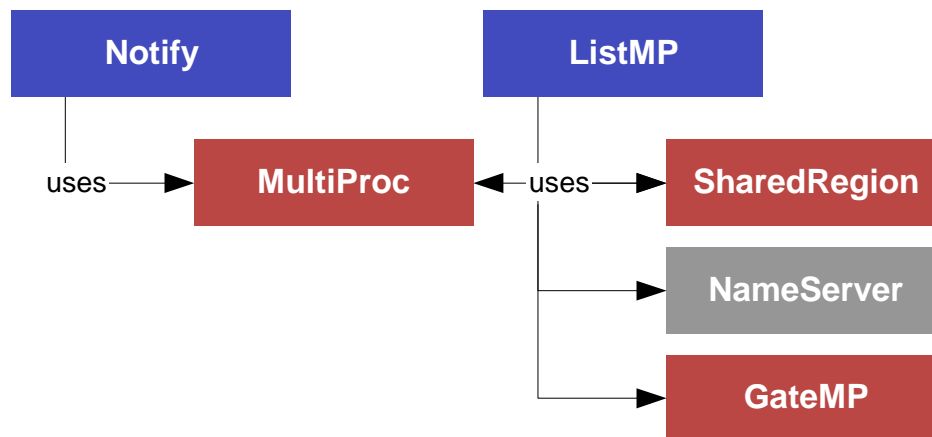 Notify
ListMP
uses
MultiProc
uses
SharedRegion
NameServer
GateMP